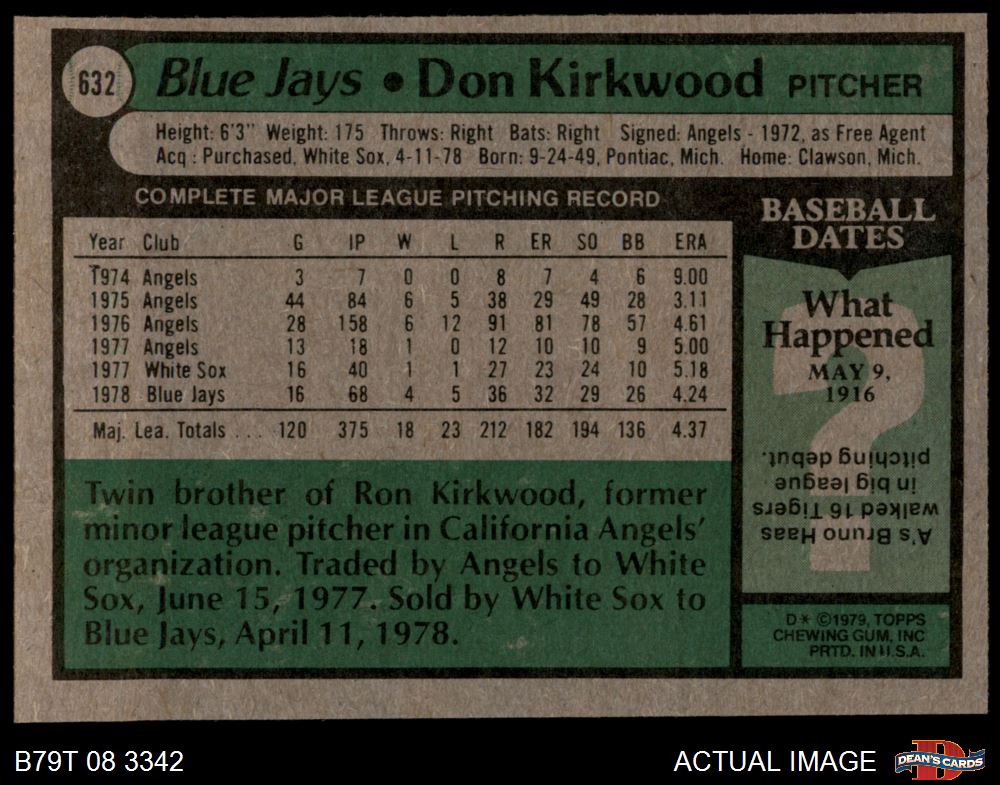 632 Blue Jays • Don Kirkwood PITCHER
Height: 6'3" Weight: 175 Throws: Right Bats: Right Signed: Angels - 1972, as Free Agent
Acq : Purchased, White Sox, 4-11-78 Born: 9-24-49, Pontiac, Mich. Home: Clawson, Mich.
COMPLETE MAJOR LEAGUE PITCHING RECORD
Year Club G IP W L R ER SO BB ERA
1974 Angels 3 7 0 0 8 7 4 6 9.00
1975 Angels 44 84 6 5 38 29 49 28 3.11
1976 Angels 28 158 6 12 91 81 78 57 4.61
1977 Angels 13 18 1 0 12 10 10 9 5.00
1977 White Sox 16 40 1 1 27 23 24 10 5.18
1978 Blue Jays 16 68 4 5 36 32 29 26 4.24
Maj. Lea. Totals ... 120 375 18 23 212 182 194 136 4.37
Twin brother of Ron Kirkwood, former
minor league pitcher in California Angels'
organization. Traded by Angels to White
Sox, June 15, 1977. Sold by White Sox to
Blue Jays, April 11, 1978.
BASEBALL
DATES
What
Happened
MAY 9,
1916
A's Bruno Haas
walked 16 Tigers
in big league
pitching debut.
D* ©1979, TOPPS
CHEWING GUM, INC
PRTD. IN U.S.A.
B79T 08 3342
ACTUAL IMAGE
DEAN'S CARDS